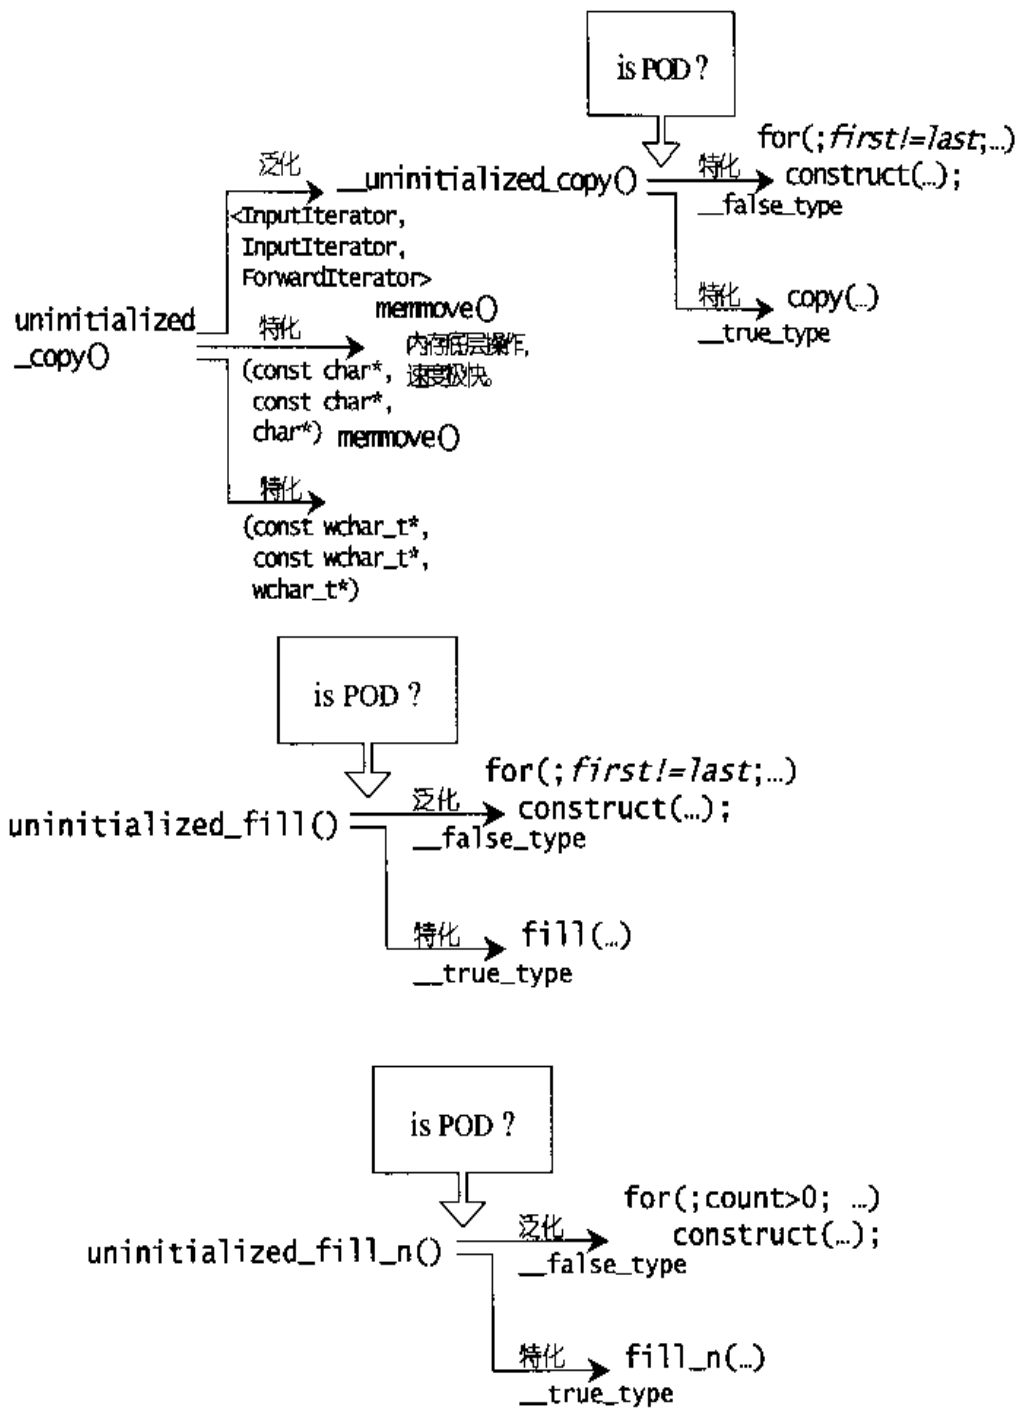 is POD ?
for(;first!=last;…)
泛化
__uninitialized_copy()
特化
construct(…);
__false_type
<InputIterator,
InputIterator,
ForwardIterator>
特化
copy(…)
__true_type
uninitialized
_copy()
特化
memmove()
内存底层操作,
速度极快。
(const char*,
const char*,
char*)
memmove()
特化
(const wchar_t*,
const wchar_t*,
wchar_t*)
is POD ?
for(;first!=last;…)
uninitialized_fill()
泛化
construct(…);
__false_type
特化
fill(…)
__true_type
is POD ?
for(;count>0; …)
uninitialized_fill_n()
泛化
construct(…);
__false_type
特化
fill_n(…)
__true_type